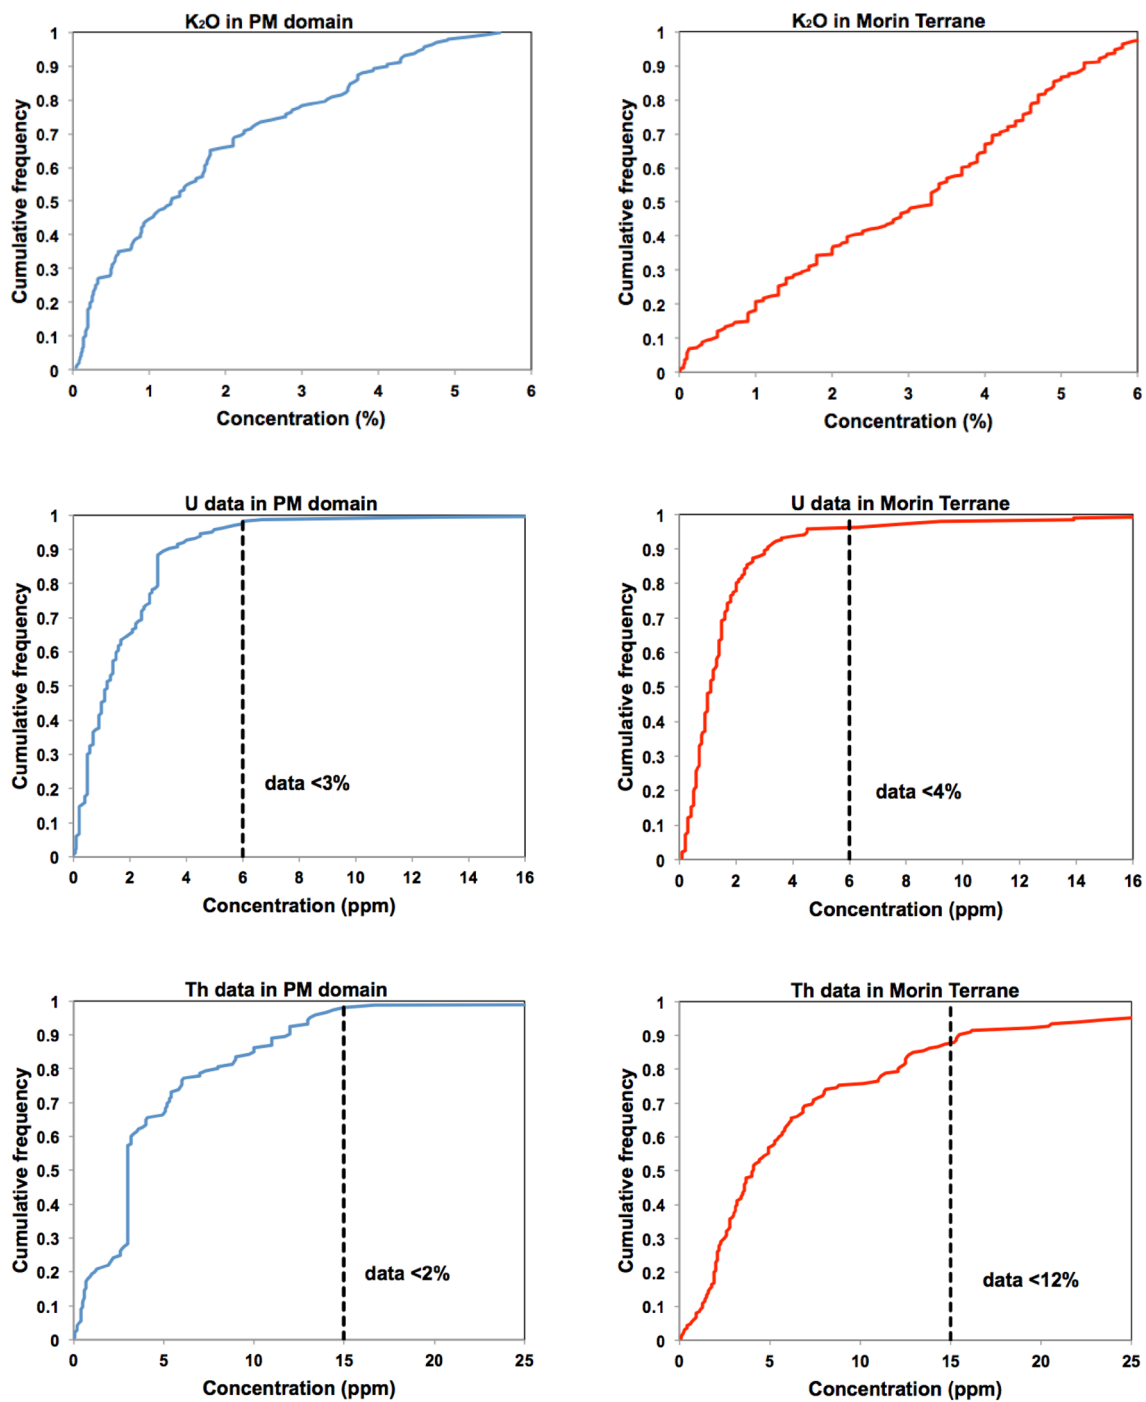 K₂O in PM domain
Cumulative frequency
1
0.9
0.8
0.7
0.6
0.5
0.4
0.3
0.2
0.1
0
0 1 2 3 4 5 6
Concentration (%)
K₂O in Morin Terrane
Cumulative frequency
1
0.9
0.8
0.7
0.6
0.5
0.4
0.3
0.2
0.1
0
0 1 2 3 4 5 6
Concentration (%)
U data in PM domain
Cumulative frequency
1
0.9
0.8
0.7
0.6
0.5
0.4
0.3
0.2
0.1
0
data <3%
0 2 4 6 8 10 12 14 16
Concentration (ppm)
U data in Morin Terrane
Cumulative frequency
1
0.9
0.8
0.7
0.6
0.5
0.4
0.3
0.2
0.1
0
data <4%
0 2 4 6 8 10 12 14 16
Concentration (ppm)
Th data in PM domain
Cumulative frequency
1
0.9
0.8
0.7
0.6
0.5
0.4
0.3
0.2
0.1
0
data <2%
0 5 10 15 20 25
Concentration (ppm)
Th data in Morin Terrane
Cumulative frequency
1
0.9
0.8
0.7
0.6
0.5
0.4
0.3
0.2
0.1
0
data <12%
0 5 10 15 20 25
Concentration (ppm)